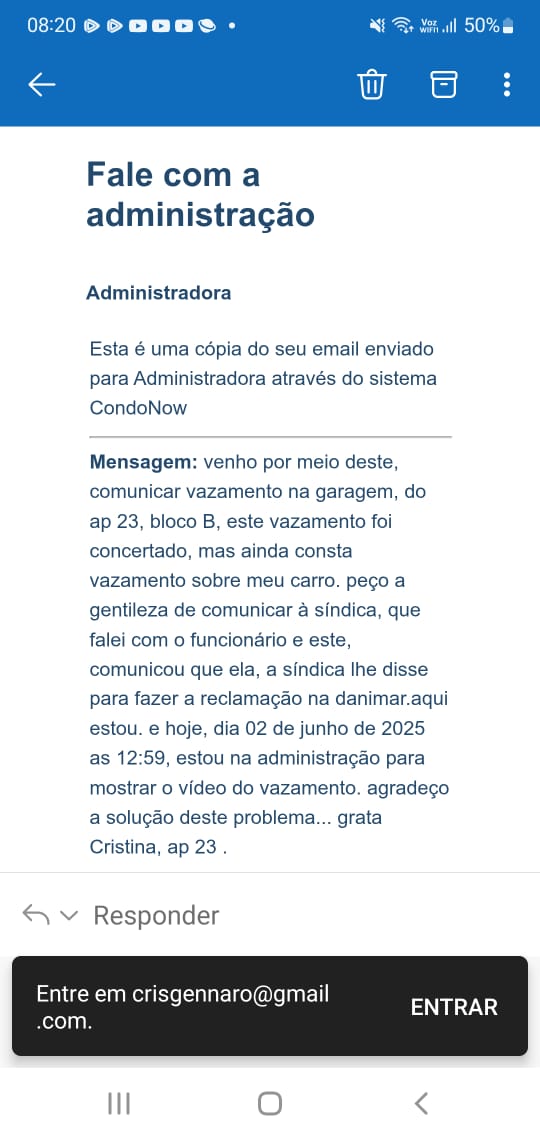 08:20
Voz
WiFi
50%
Fale com a
administração
Administradora
Esta é uma cópia do seu email enviado
para Administradora através do sistema
CondoNow
Mensagem: venho por meio deste,
comunicar vazamento na garagem, do
ap 23, bloco B, este vazamento foi
concertado, mas ainda consta
vazamento sobre meu carro. peço a
gentileza de comunicar à síndica, que
falei com o funcionário e este,
comunicou que ela, a síndica lhe disse
para fazer a reclamação na danimar.aqui
estou. e hoje, dia 02 de junho de 2025
as 12:59, estou na administração para
mostrar o vídeo do vazamento. agradeço
a solução deste problema... grata
Cristina, ap 23 .
Responder
Entre em crisgennaro@gmail
.com.
ENTRAR